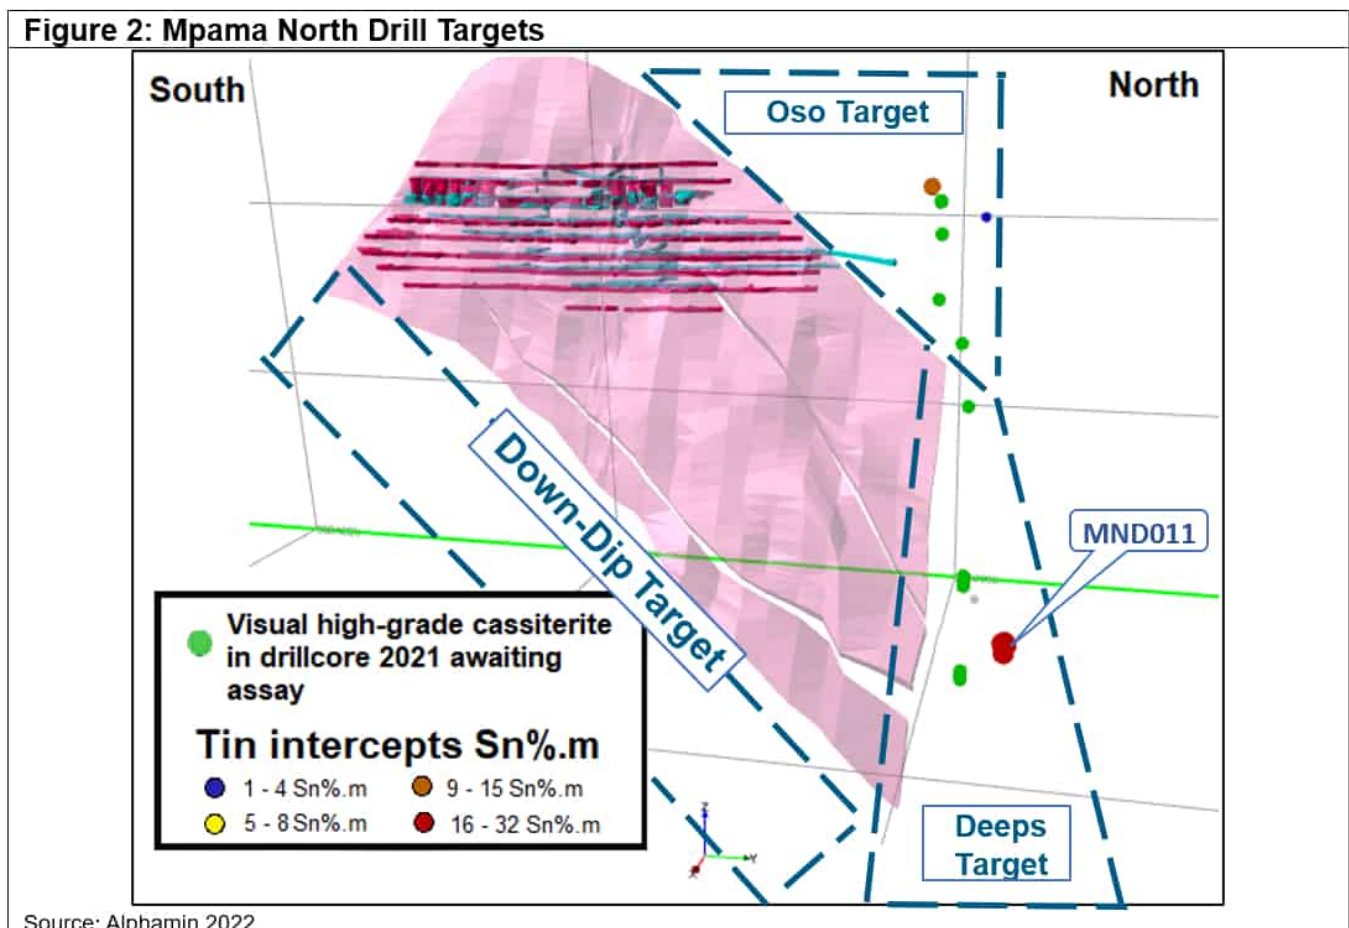 Figure 2: Mpama North Drill Targets
South
North
Oso Target
Down-Dip Target
MND011
Visual high-grade cassiterite
in drillcore 2021 awaiting
assay
Tin intercepts Sn%.m
1 - 4 Sn%.m
9 - 15 Sn%.m
5 - 8 Sn%.m
16 - 32 Sn%.m
Deeps
Target
Z
Y
X
Source: Alphamin 2022